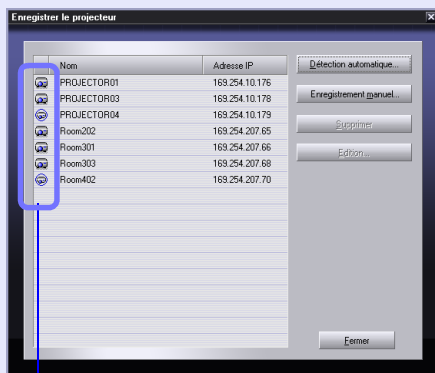 Enregistrer le projecteur
Nom Adresse IP
PROJECTOR01 169.254.10.176
PROJECTOR03 169.254.10.178
PROJECTOR04 169.254.10.179
Room202 169.254.207.65
Room301 169.254.207.66
Room303 169.254.207.68
Room402 169.254.207.70
Détection automatique...
Enregistrement manuel...
Supprimer
Edition...
Fermer